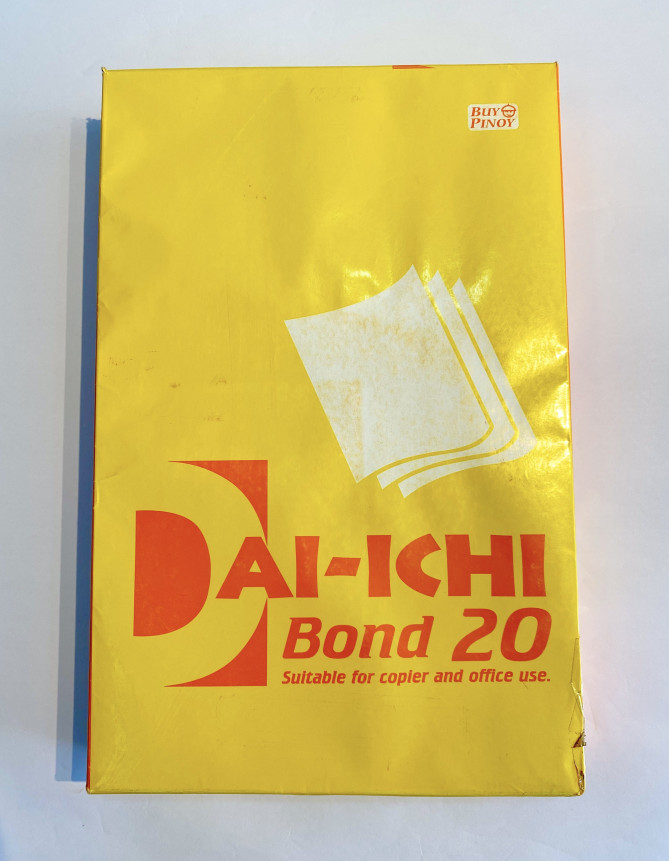 BUY
PINOY
DAI-ICHI
Bond 20
Suitable for copier and office use.